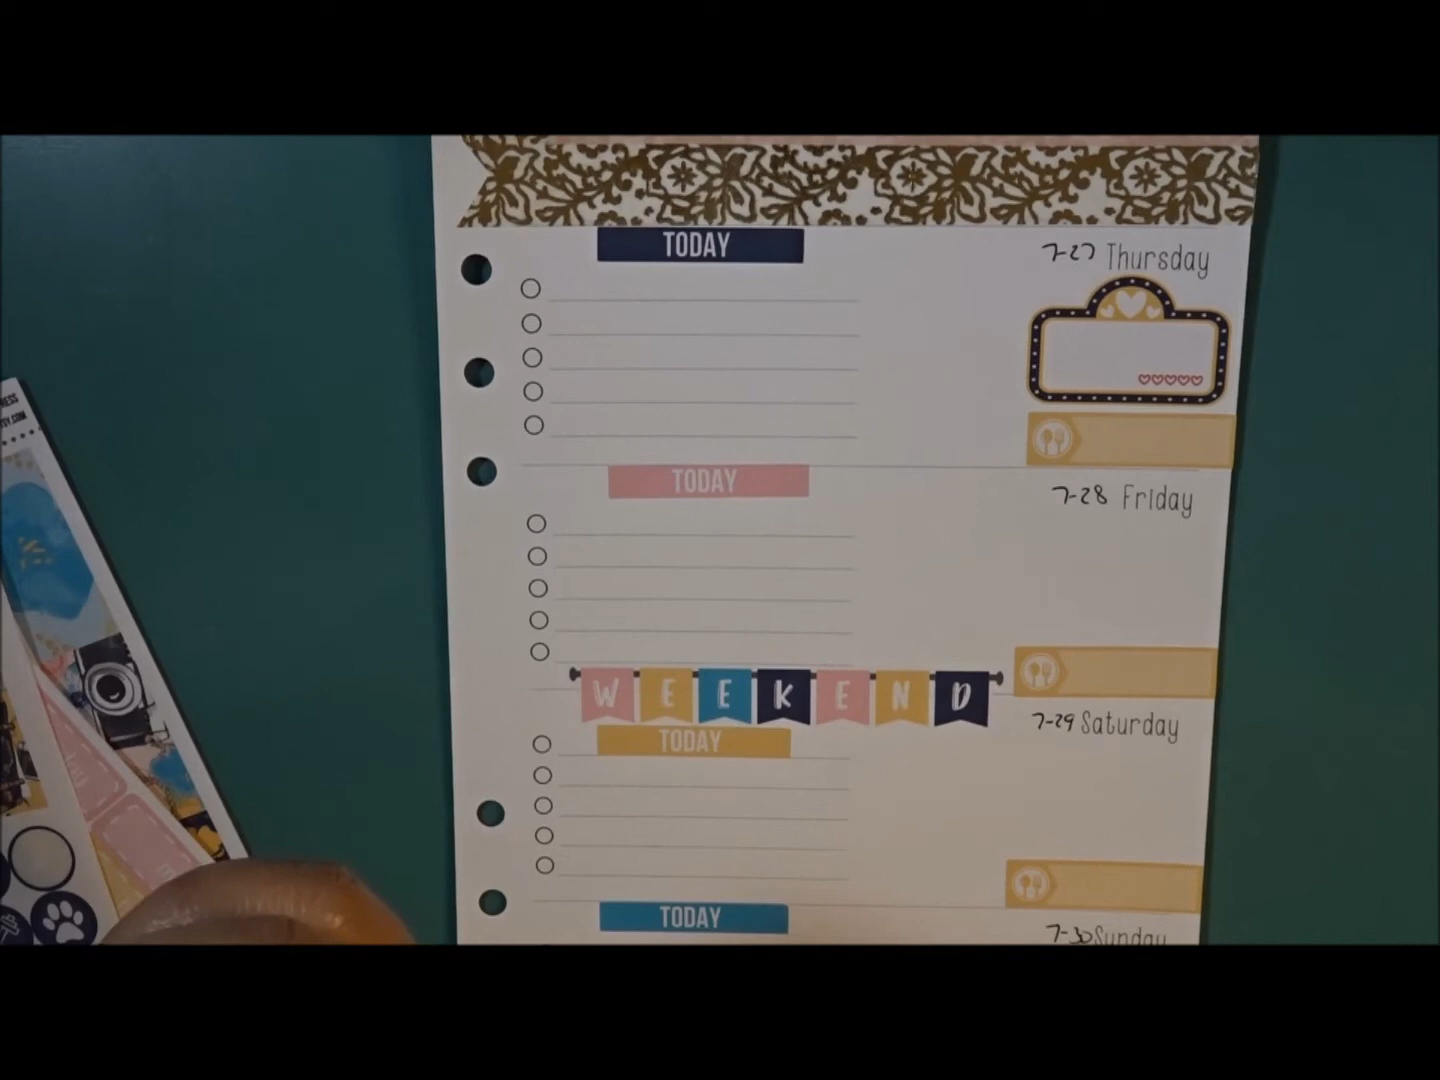 TODAY
7-27 Thursday
TODAY
7-28 Friday
WEEKEND
7-29 Saturday
TODAY
TODAY
7-30 Sunday